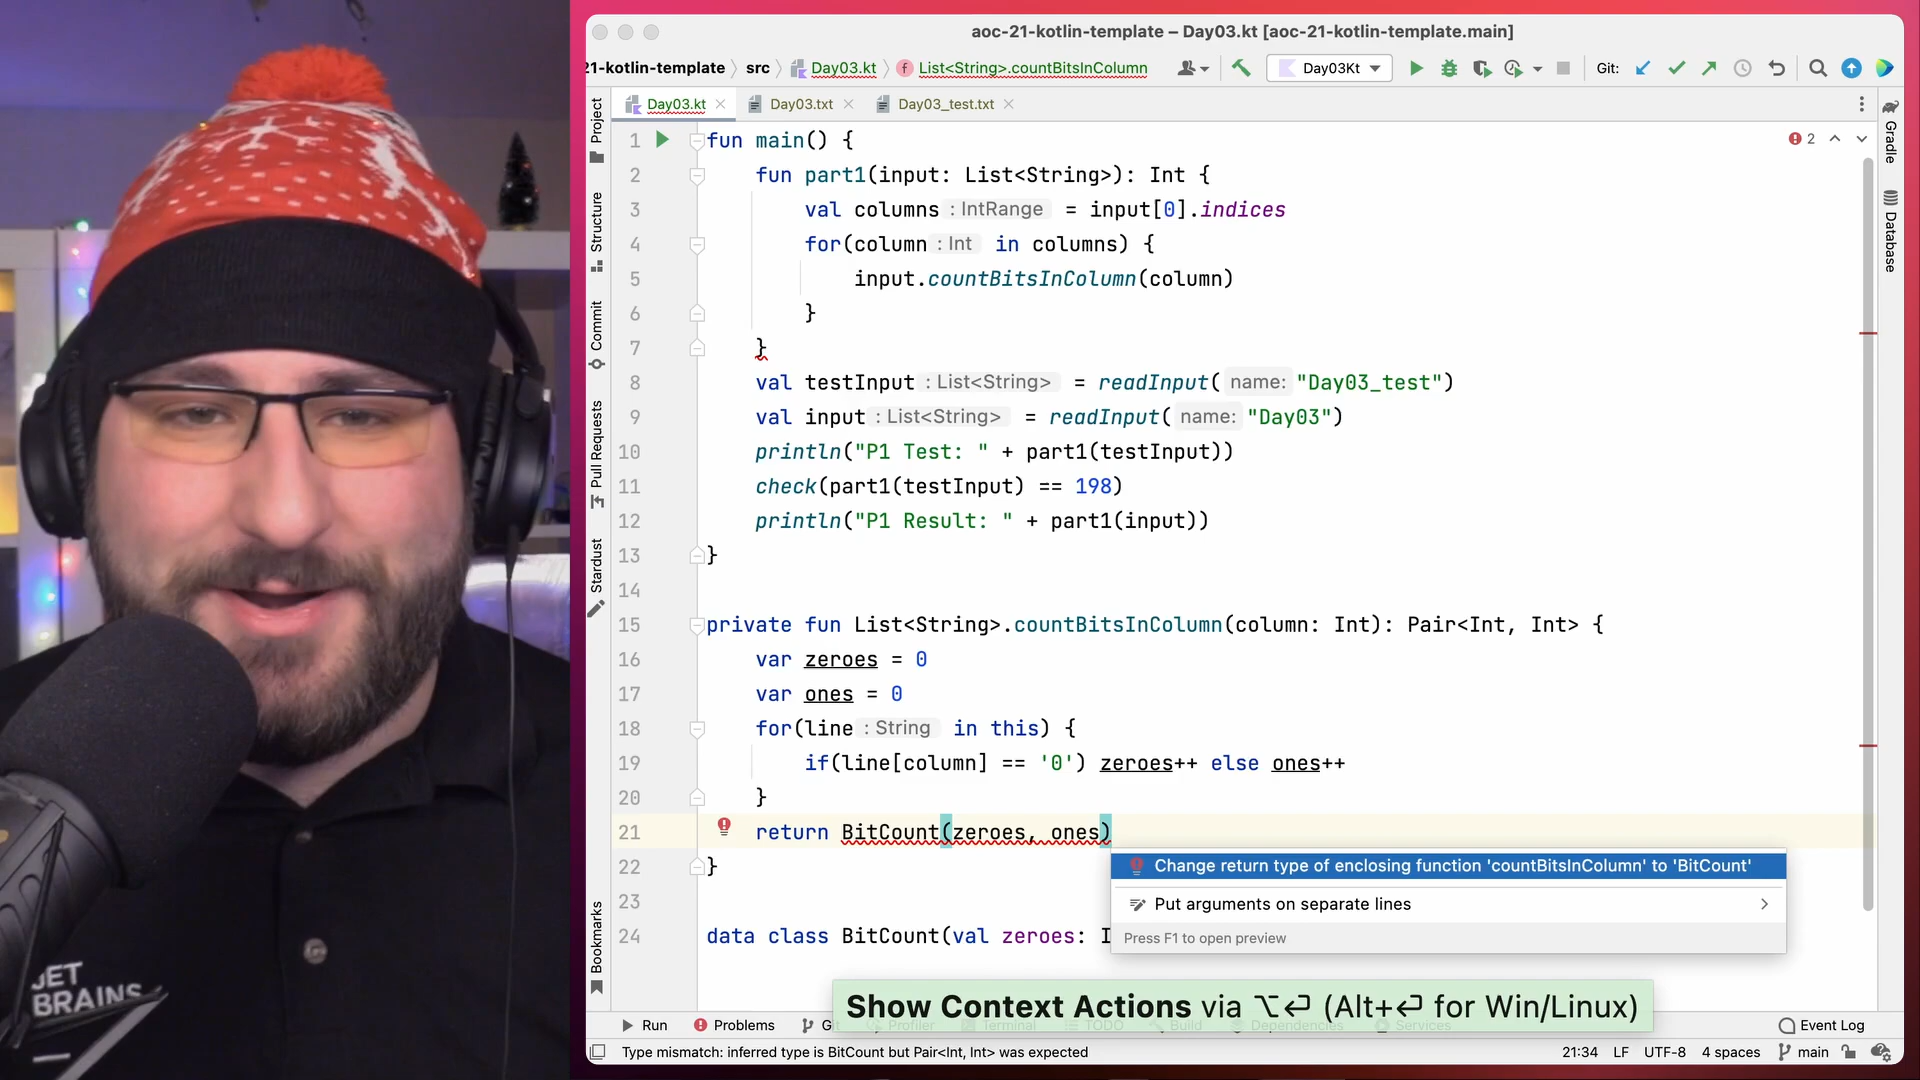 aoc-21-kotlin-template – Day03.kt [aoc-21-kotlin-template.main]
21-kotlin-template src Day03.kt List<String>.countBitsInColumn Day03Kt Git:
Day03.kt Day03.txt Day03_test.txt
Project
Structure
Commit
Pull Requests
Stardust
Bookmarks
Gradle
Database
2
1 fun main() {
2 fun part1(input: List<String>): Int {
3 val columns : IntRange = input[0].indices
4 for(column : Int in columns) {
5 input.countBitsInColumn(column)
6 }
7 }
8 val testInput : List<String> = readInput( name: "Day03_test")
9 val input : List<String> = readInput( name: "Day03")
10 println("P1 Test: " + part1(testInput))
11 check(part1(testInput) == 198)
12 println("P1 Result: " + part1(input))
13 }
14
15 private fun List<String>.countBitsInColumn(column: Int): Pair<Int, Int> {
16 var zeroes = 0
17 var ones = 0
18 for(line : String in this) {
19 if(line[column] == '0') zeroes++ else ones++
20 }
21 return BitCount(zeroes, ones)
22 }
23
24 data class BitCount(val zeroes: I
Change return type of enclosing function 'countBitsInColumn' to 'BitCount'
Put arguments on separate lines
Press F1 to open preview
Show Context Actions via ⌥⏎ (Alt+⏎ for Win/Linux)
Run Problems Git Profiler Terminal TODO Build Dependencies Services Event Log
Type mismatch: inferred type is BitCount but Pair<Int, Int> was expected 21:34 LF UTF-8 4 spaces main
JET
BRAINS